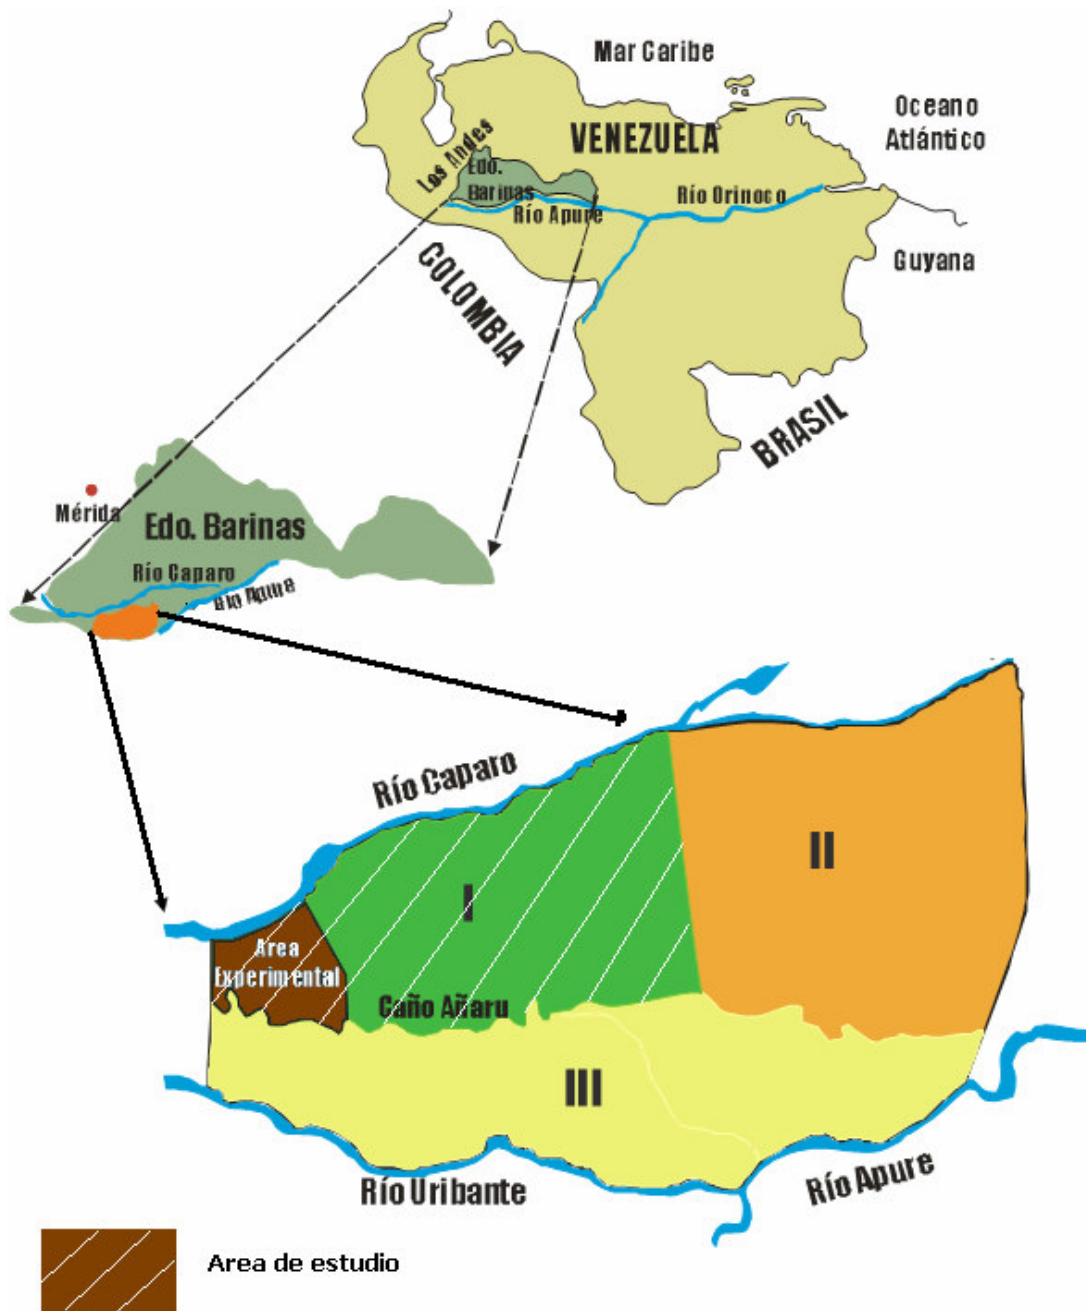 Mar Caribe
Oceano
Atlántico
VENEZUELA
Los Andes
Edo.
Barinas
Río Orinoco
Río Apure
Guyana
COLOMBIA
BRASIL
Mérida
Edo. Barinas
Río Caparo
Río Apure
Río Caparo
II
I
Area
Experimental
Caño Añaru
III
Río Uribante
Río Apure
Area de estudio